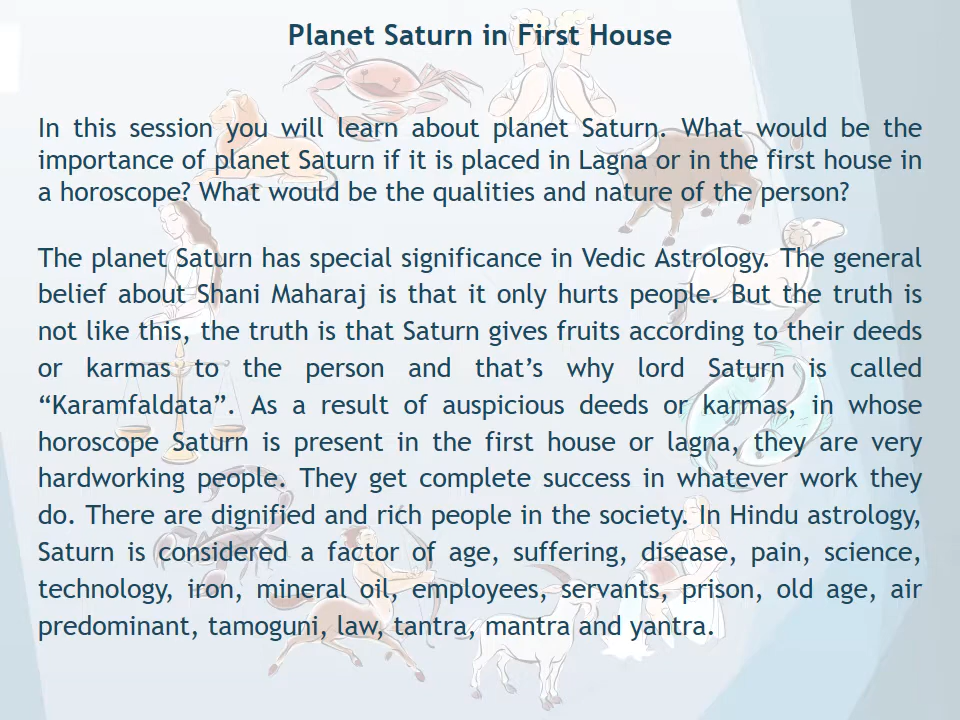 Planet Saturn in First House
In this session you will learn about planet Saturn. What would be the
importance of planet Saturn if it is placed in Lagna or in the first house in
a horoscope? What would be the qualities and nature of the person?
The planet Saturn has special significance in Vedic Astrology. The general
belief about Shani Maharaj is that it only hurts people. But the truth is
not like this, the truth is that Saturn gives fruits according to their deeds
or karmas to the person and that’s why lord Saturn is called
“Karamfaldata”. As a result of auspicious deeds or karmas, in whose
horoscope Saturn is present in the first house or lagna, they are very
hardworking people. They get complete success in whatever work they
do. There are dignified and rich people in the society. In Hindu astrology,
Saturn is considered a factor of age, suffering, disease, pain, science,
technology, iron, mineral oil, employees, servants, prison, old age, air
predominant, tamoguni, law, tantra, mantra and yantra.